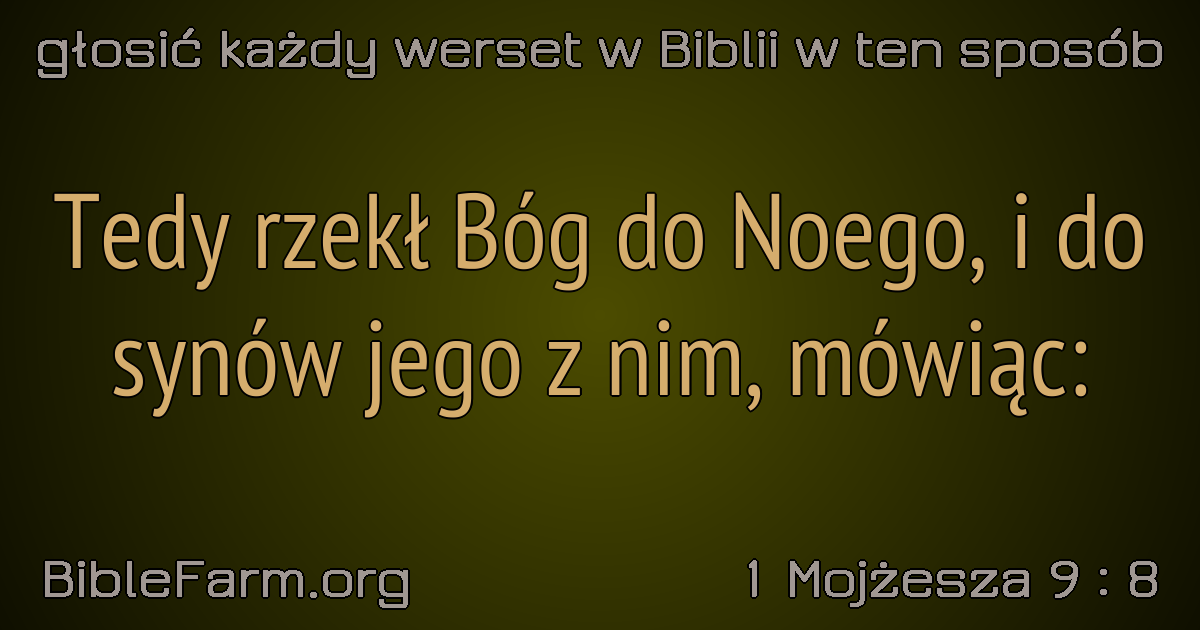 głosić każdy werset w Biblii w ten sposób
Tedy rzekł Bóg do Noego, i do
synów jego z nim, mówiąc:
BibleFarm.org
1 Mojżesza 9 : 8